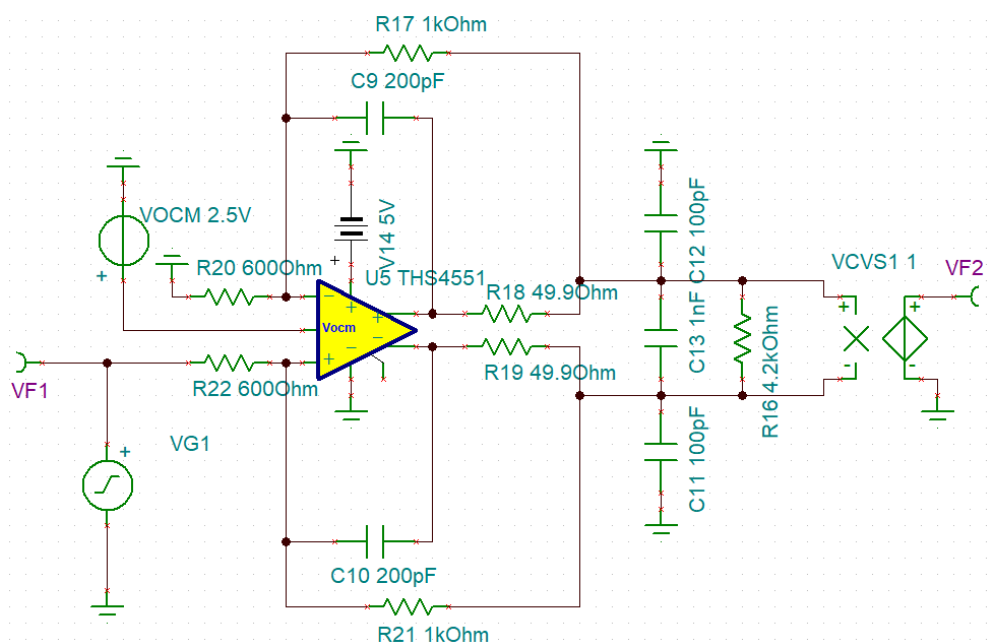 R17 1kOhm
C9 200pF
VOCM 2.5V
V14 5V
+
R20 600Ohm
U5 THS4551
C12 100pF
VCVS1 1
VF2
R18 49.9Ohm
Vocm
C13 1nF
R16 4.2kOhm
VF1
R22 600Ohm
R19 49.9Ohm
VG1
+
C11 100pF
C10 200pF
R21 1kOhm